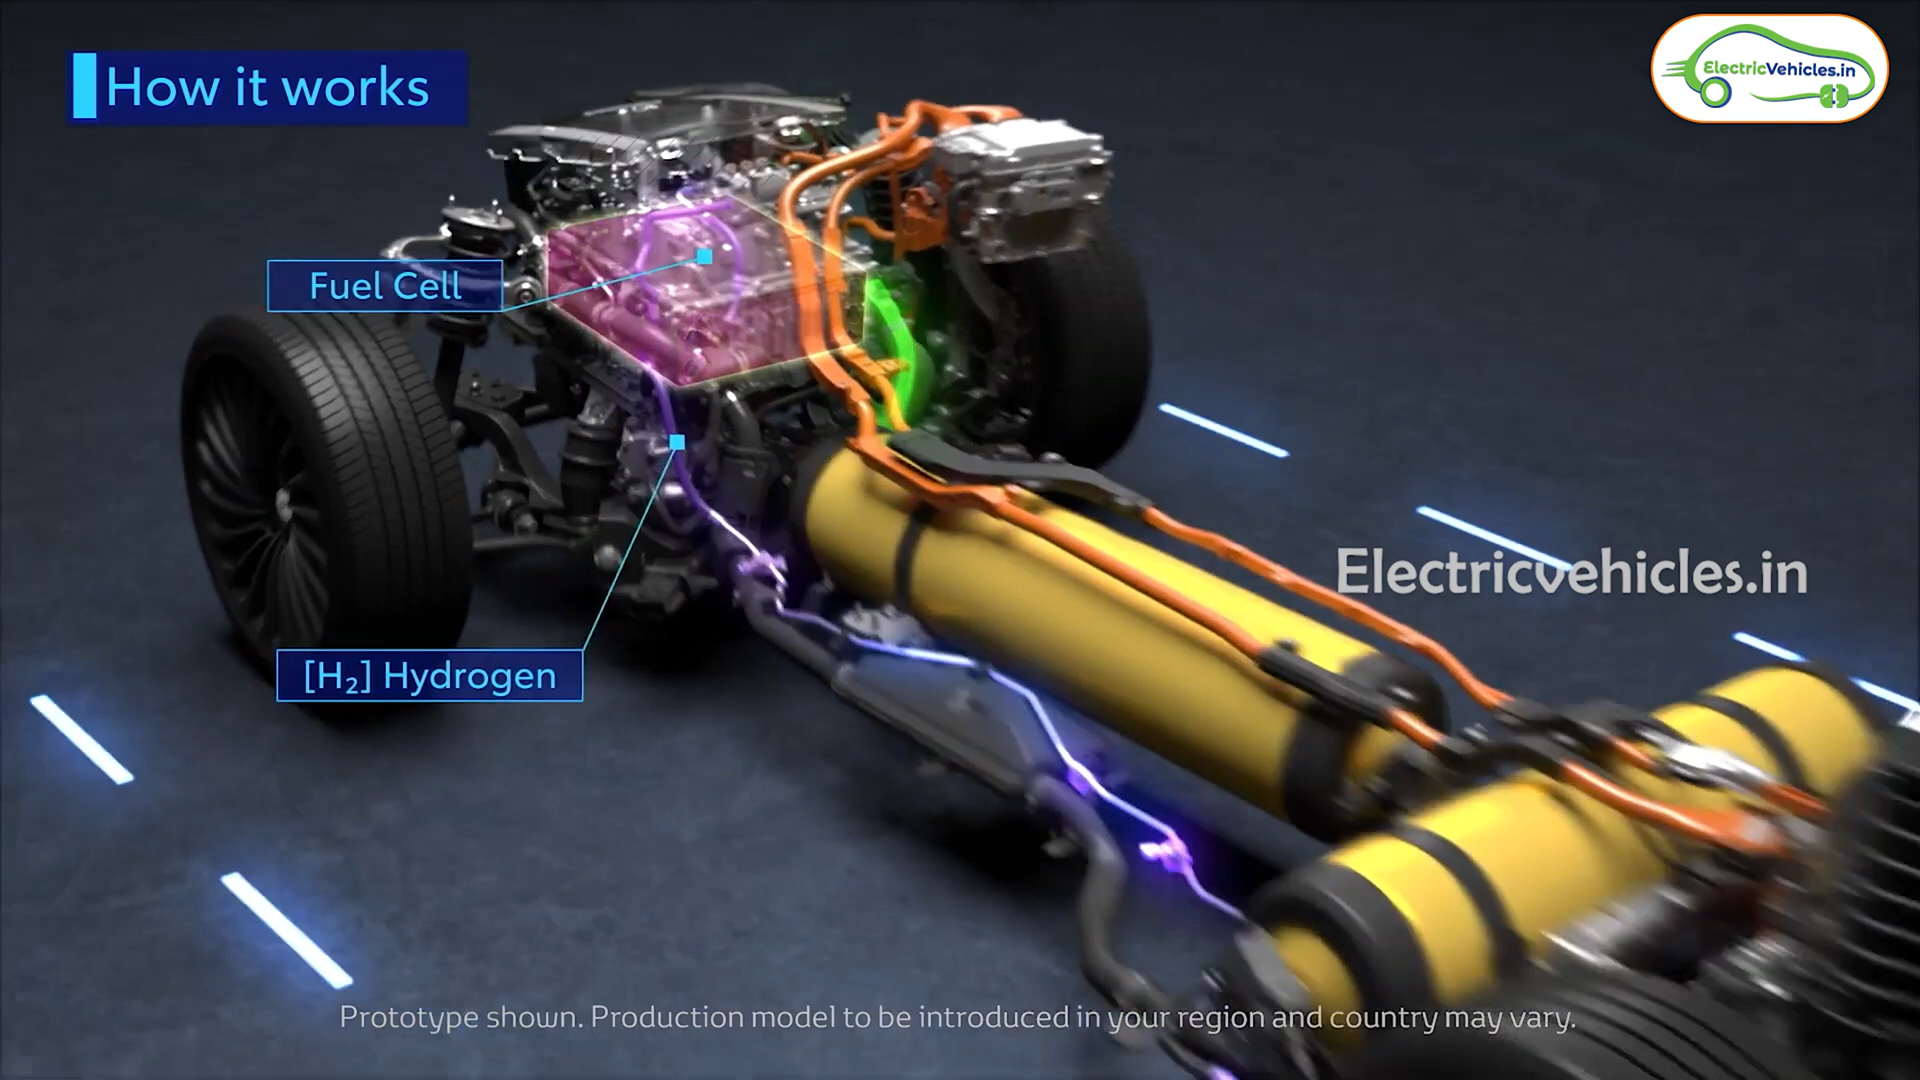 How it works
ElectricVehicles.in
Fuel Cell
Electricvehicles.in
[H₂] Hydrogen
Prototype shown. Production model to be introduced in your region and country may vary.